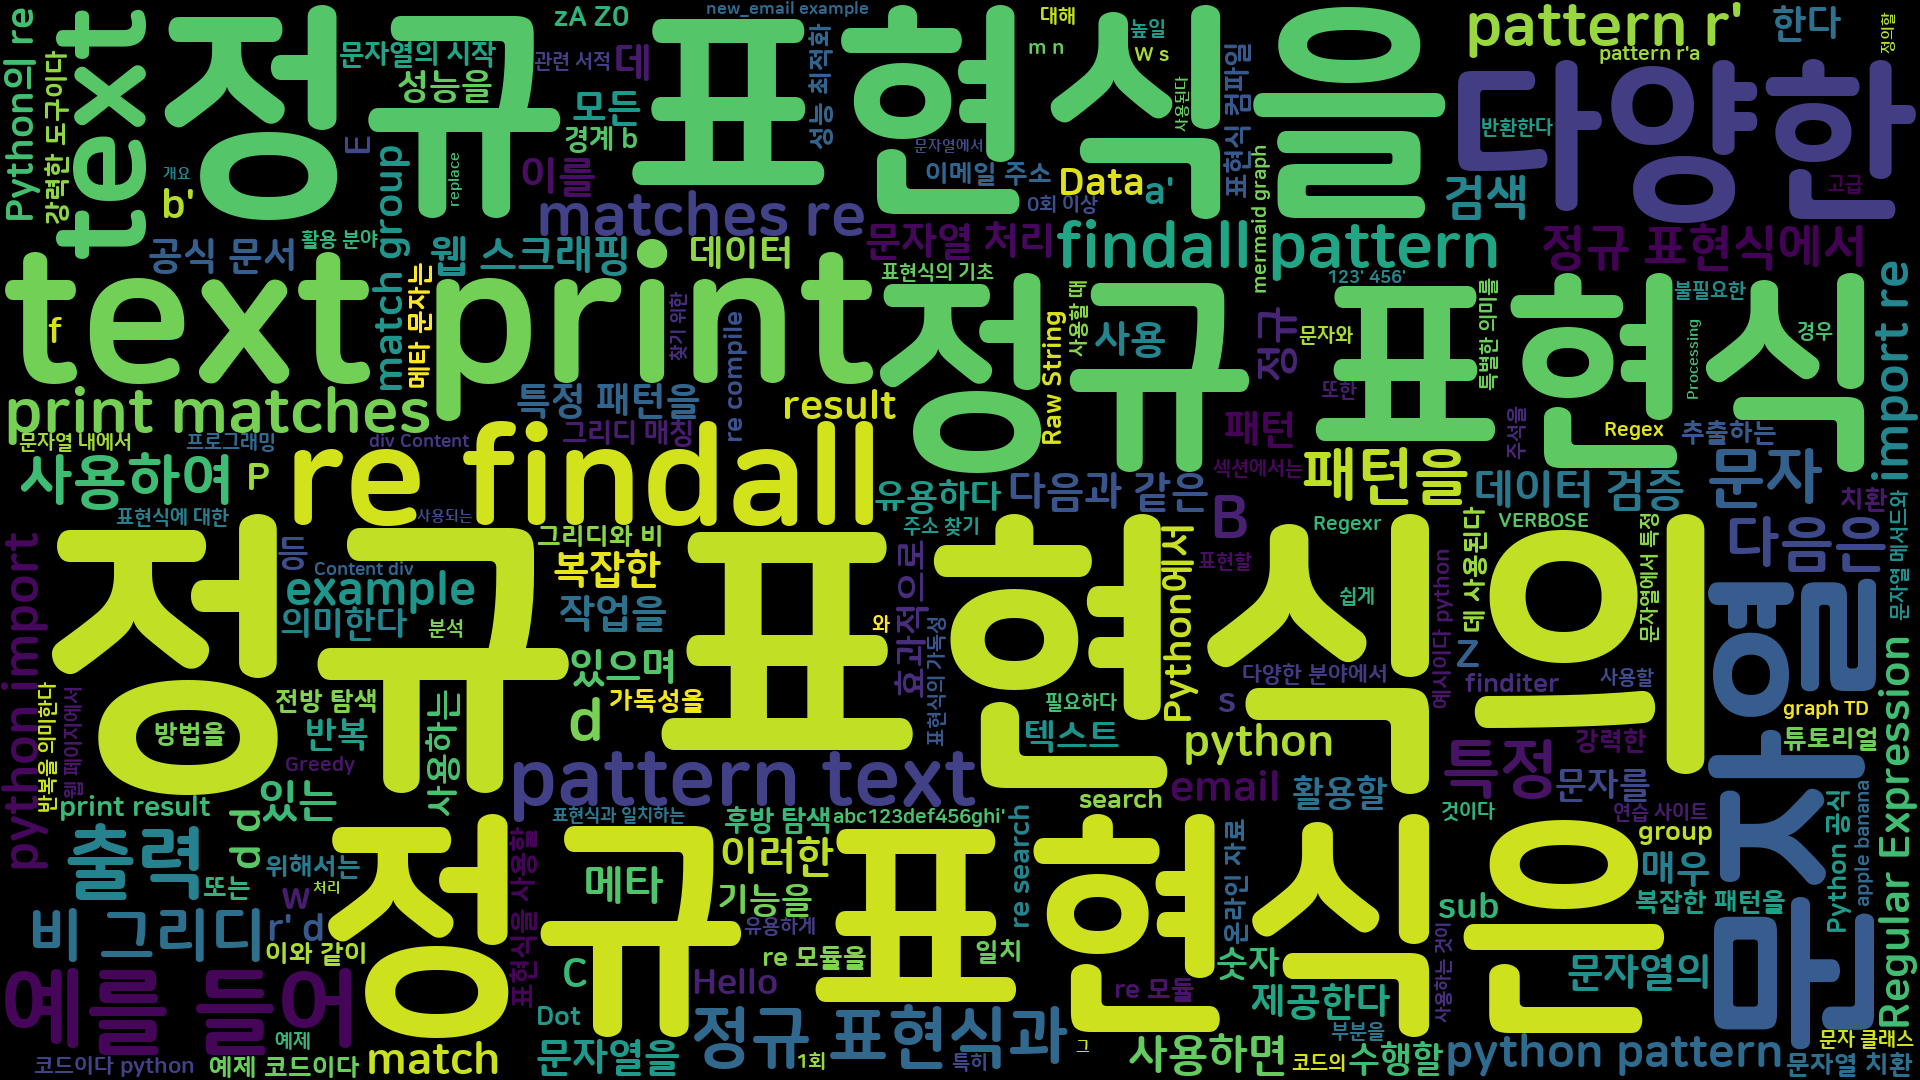 new_email example
대해
pattern r'
한다
정의할
zA Z0
문자열의 시작
관련 서적
데
m n
높일
W s
pattern r'a
Python의 re
강력한 도구이다
text
정규 표현식을
성능을
모든
성능 최적화
표현식 컴파일
사용된다
다양한
반환한다
E
경계 b
문자열에서
개요
b'
match group
replace
이를
이메일 주소
Data
a'
0회 이상
mermaid graph
검색
고급
matches re
공식 문서
활용 분야
웹 스크래핑
데이터
문자열 처리
findall pattern
정규 표현식에서
표현식의 기초
123' 456'
불필요한
import re
text print
f
메타 문자는
찾기 위한
re compile
Raw String
사용할 때
사용
정규
문자와
특별한 의미를
Processing
경우
정규 표현식
또한
print matches
특정 패턴을
result
문자열 내에서
프로그래밍
div Content
그리디 매칭
패턴
주석을
Regex
추출하는
사용하여
P
re findall
섹션에서는
패턴을
문자
유용하다
다음과 같은
데이터 검증
치환
표현식에 대한
사용되는
주소 찾기
B
Regexr
VERBOSE
다음은
문자열 메서드와
python import
등
그리디와 비
Content div
복잡한
example
의미한다
분석
작업을
와
효과적으로
표현식의 가독성
Python에서
표현할
쉽게
예시이다 python
데 사용된다
문자열에서 특정
정규 표현식의
문자열
있으며
다양한 분야에서
Z
s
finditer
사용할
반복을 의미한다
웹 페이지에서
전방 탐색
사용하는
d
가독성을
필요하다
graph TD
방법을
반복
텍스트
python
강력한
튜토리얼
Greedy
특정
Regular Expression
print result
있는
pattern text
search
email
활용할
문자를
표현식과 일치하는
후방 탐색
abc123def456ghi'
것이다
연습 사이트
Python 공식
apple banana
출력
d d
위해서는
표현식을 사용할
이러한
re search
온라인 자료
group
매우
또는
w
처리
메타
기능을
sub
복잡한 패턴을
정규 표현식은
비 그리디
r' d
유용하게
이와 같이
re 모듈을
일치
숫자
사용하는 것이
문자열의
예를 들어
C
Hello
re 모듈
제공한다
Dot
부분을
예제
정규 표현식과
그
문자 클래스
코드이다 python
예제 코드이다
match
문자열을
1회
특히
사용하면
코드의
수행할
python pattern
문자열 치환